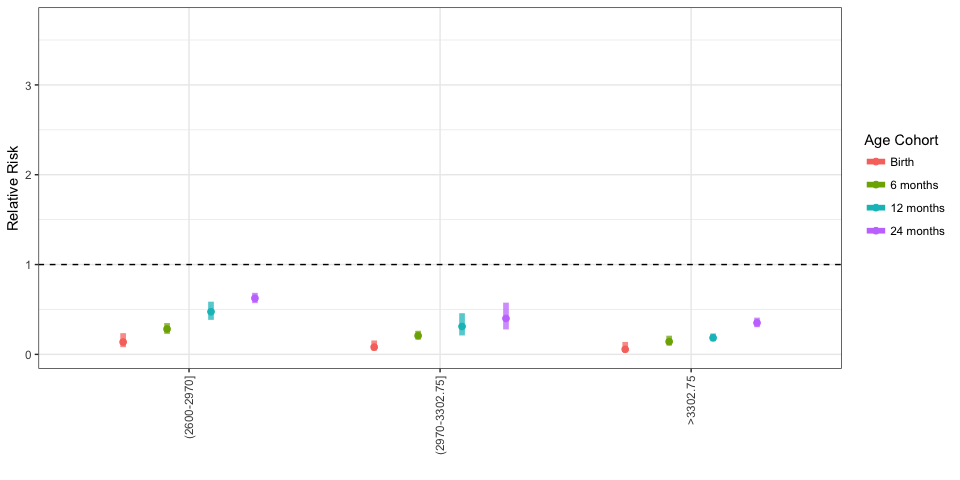 Relative Risk
3
2
1
0
(2600-2970]
(2970-3302.75]
>3302.75
Age Cohort
Birth
6 months
12 months
24 months